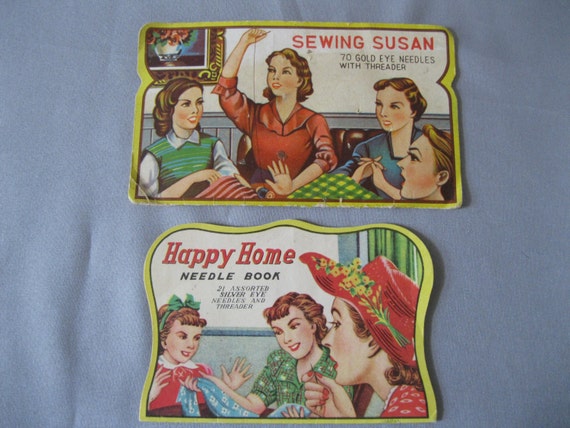 SEWING SUSAN
70 GOLD EYE NEEDLES
WITH THREADER
Happy Home
NEEDLE BOOK
21 ASSORTED
SILVER EYE
NEEDLES AND
THREADER